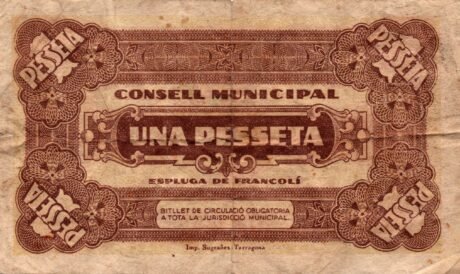 PESSETA
PESSETA
CONSELL MUNICIPAL
UNA PESSETA
ESPLUGA DE FRANCOLÍ
BITLLET DE CIRCULACIÓ OBLIGATORIA
A TOTA LA JURISDICCIÓ MUNICIPAL.
PESSETA
PESSETA
Imp. Sugrañes-Tarragona